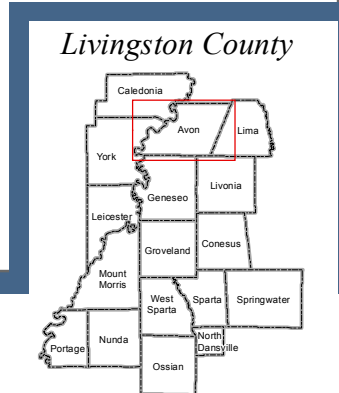 Livingston County
Caledonia
Avon
Lima
York
Livonia
Geneseo
Leicester
Conesus
Groveland
Mount
Morris
West
Sparta
Sparta
Springwater
North
Dansville
Nunda
Portage
Ossian